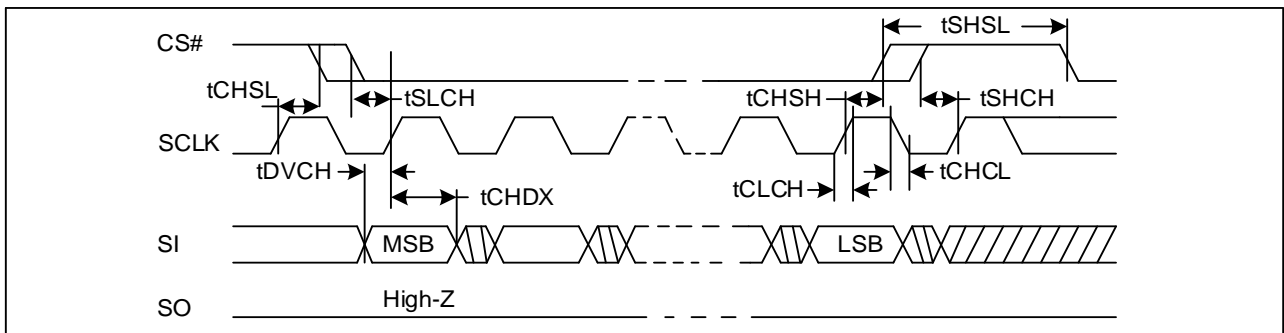 tSHSL
CS#
tCHSL
tSLCH
tCHSH
tSHCH
SCLK
tDVCH
tCHDX
tCLCH
tCHCL
SI
MSB
LSB
SO
High-Z